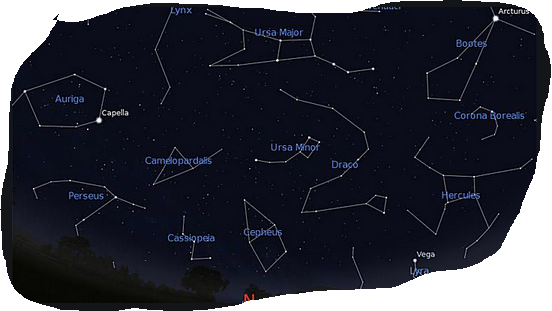 Lynx
Arcturus
Ursa Major
Bootes
Auriga
Capella
Corona Borealis
Ursa Minor
Camelopardalis
Draco
Perseus
Hercules
Cassiopeia
Cepheus
Vega
Lyra
N